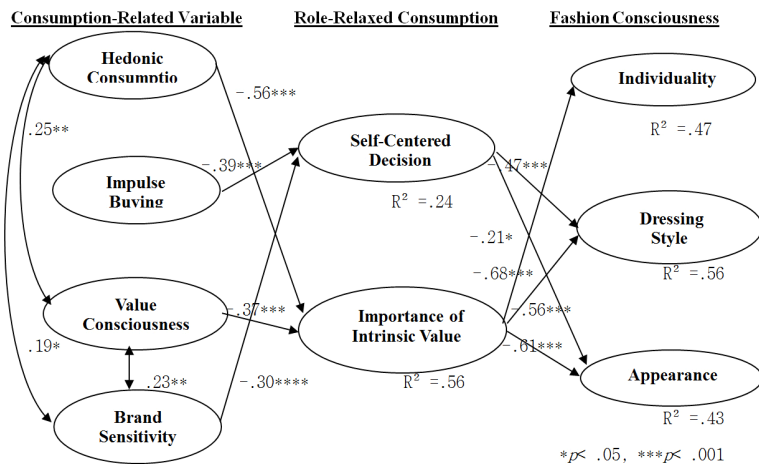 Consumption-Related Variable
Role-Relaxed Consumption
Fashion Consciousness
Hedonic
Consumptio
Individuality
-.56***
.25**
R² =.47
Self-Centered
Decision
-.39***
-.47***
Impulse
Buving
R² =.24
Dressing
Style
-.21*
-.68***
R² =.56
Value
Consciousness
-.37***
Importance of
Intrinsic Value
-.56***
.19*
-.61***
.23**
-.30****
R² =.56
Appearance
Brand
Sensitivity
R² =.43
*p< .05, ***p< .001